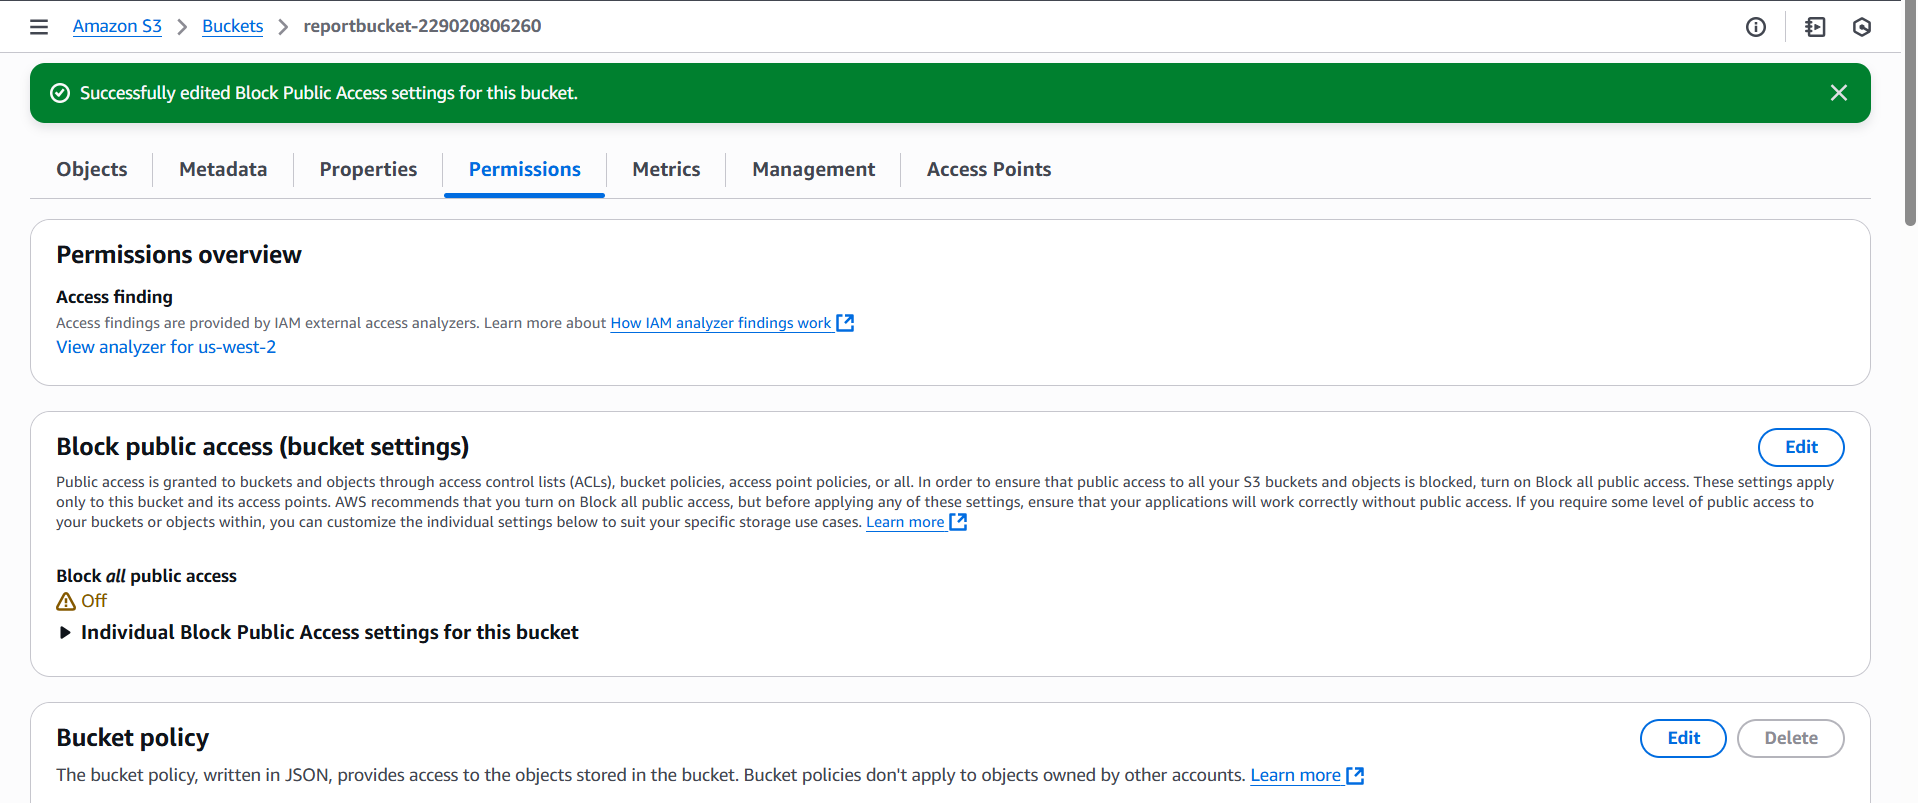 Amazon S3 > Buckets > reportbucket-229020806260
Successfully edited Block Public Access settings for this bucket.
Objects Metadata Properties Permissions Metrics Management Access Points
Permissions overview
Access finding
Access findings are provided by IAM external access analyzers. Learn more about How IAM analyzer findings work
View analyzer for us-west-2
Block public access (bucket settings)
Edit
Public access is granted to buckets and objects through access control lists (ACLs), bucket policies, access point policies, or all. In order to ensure that public access to all your S3 buckets and objects is blocked, turn on Block all public access. These settings apply
only to this bucket and its access points. AWS recommends that you turn on Block all public access, but before applying any of these settings, ensure that your applications will work correctly without public access. If you require some level of public access to
your buckets or objects within, you can customize the individual settings below to suit your specific storage use cases. Learn more
Block all public access
Off
Individual Block Public Access settings for this bucket
Bucket policy
Edit Delete
The bucket policy, written in JSON, provides access to the objects stored in the bucket. Bucket policies don't apply to objects owned by other accounts. Learn more